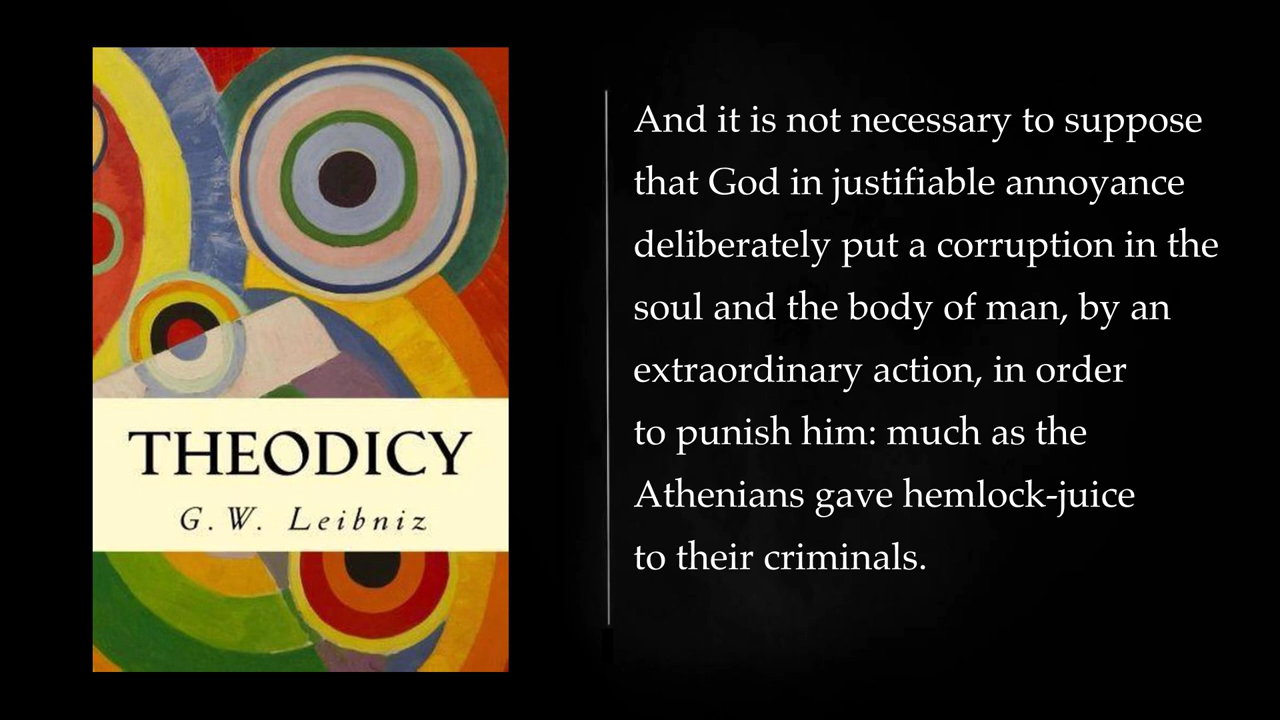 THEODICY
G. W. Leibniz
And it is not necessary to suppose
that God in justifiable annoyance
deliberately put a corruption in the
soul and the body of man, by an
extraordinary action, in order
to punish him: much as the
Athenians gave hemlock-juice
to their criminals.